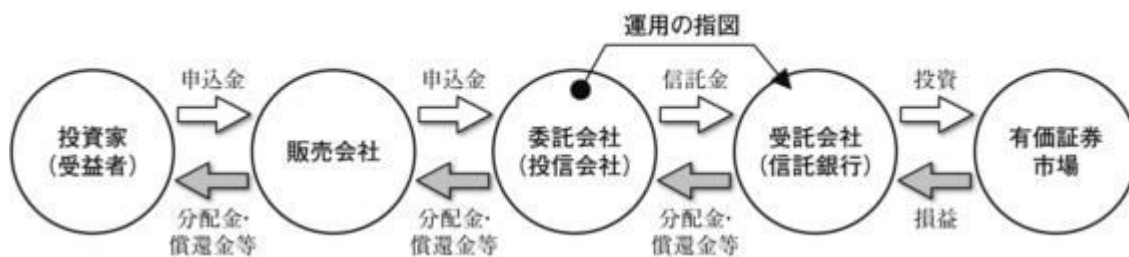 運用の指図
申込金
申込金
信託金
投資
投資家
(受益者)
販売会社
委託会社
(投信会社)
受託会社
(信託銀行)
有価証券
市場
分配金・
償還金等
分配金・
償還金等
分配金・
償還金等
損益